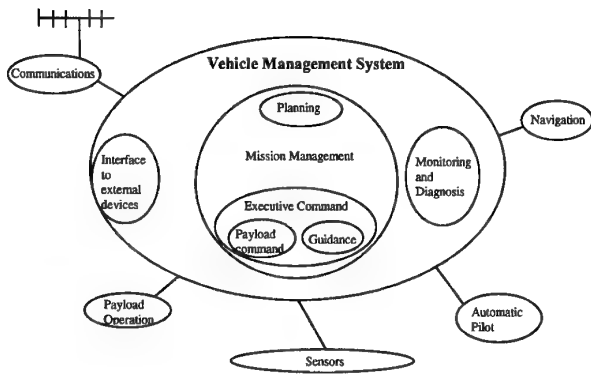 Vehicle Management System
Communications
Planning
Navigation
Interface
to
external
devices
Mission Management
Monitoring
and
Diagnosis
Executive Command
Payload
command
Guidance
Payload
Operation
Automatic
Pilot
Sensors